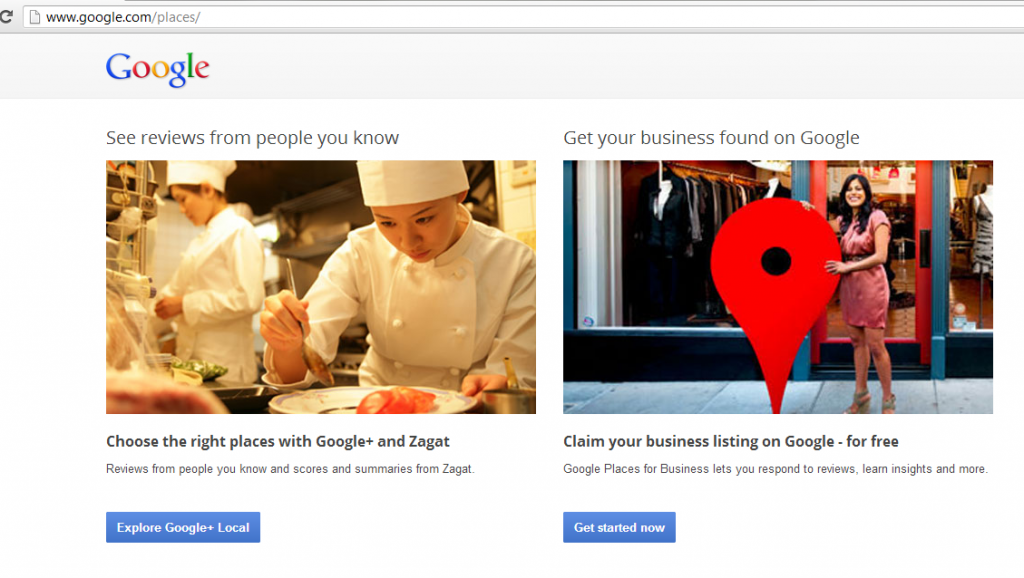 www.google.com/places/
Google
See reviews from people you know
Get your business found on Google
Choose the right places with Google+ and Zagat
Reviews from people you know and scores and summaries from Zagat.
Explore Google+ Local
Claim your business listing on Google - for free
Google Places for Business lets you respond to reviews, learn insights and more.
Get started now